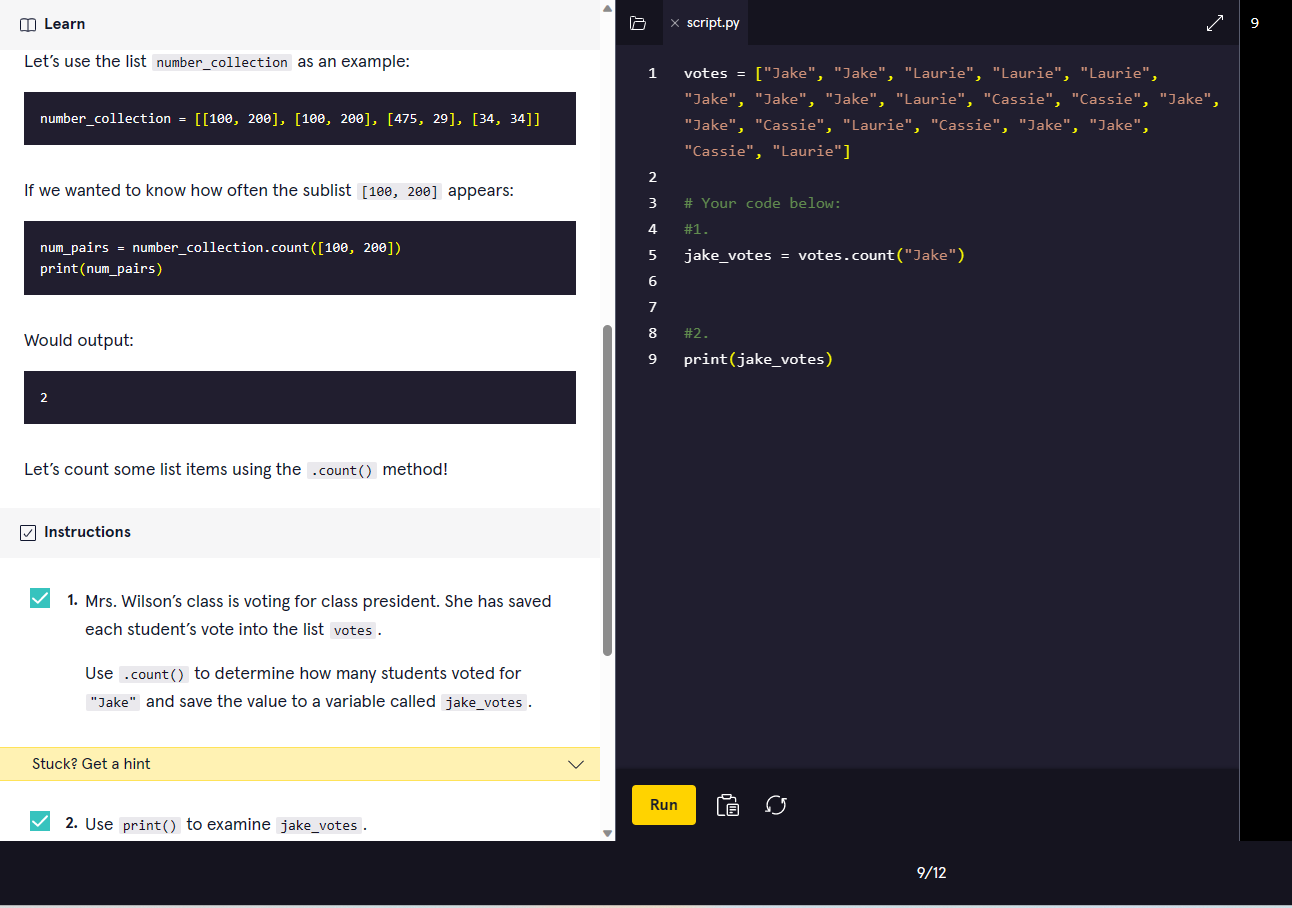 Learn
Let’s use the list number_collection as an example:
number_collection = [[100, 200], [100, 200], [475, 29], [34, 34]]
If we wanted to know how often the sublist [100, 200] appears:
num_pairs = number_collection.count([100, 200])
print(num_pairs)
Would output:
2
Let’s count some list items using the .count() method!
Instructions
1. Mrs. Wilson’s class is voting for class president. She has saved
each student’s vote into the list votes.
Use .count() to determine how many students voted for
"Jake" and save the value to a variable called jake_votes.
Stuck? Get a hint
2. Use print() to examine jake_votes.
script.py
1 votes = ["Jake", "Jake", "Laurie", "Laurie", "Laurie",
"Jake", "Jake", "Jake", "Laurie", "Cassie", "Cassie", "Jake",
"Jake", "Cassie", "Laurie", "Cassie", "Jake", "Jake",
"Cassie", "Laurie"]
2
3 # Your code below:
4 #1.
5 jake_votes = votes.count("Jake")
6
7
8 #2.
9 print(jake_votes)
Run
9
9/12